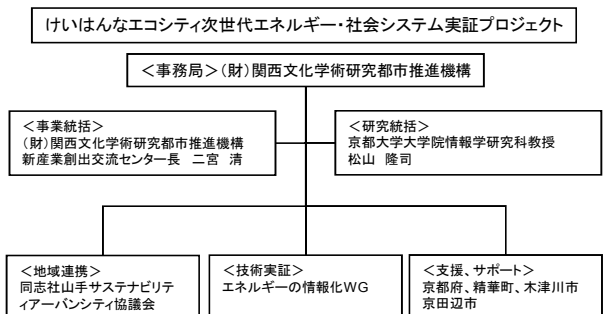 けいはんなエコシティ次世代エネルギー・社会システム実証プロジェクト
＜事務局＞（財）関西文化学術研究都市推進機構
＜事業統括＞
（財）関西文化学術研究都市推進機構
新産業創出交流センター長　二宮　清
＜研究統括＞
京都大学大学院情報学研究科教授
松山　隆司
＜地域連携＞
同志社山手サステナビリテ
ィアーバンシティ協議会
＜技術実証＞
エネルギーの情報化WG
＜支援、サポート＞
京都府、精華町、木津川市
京田辺市